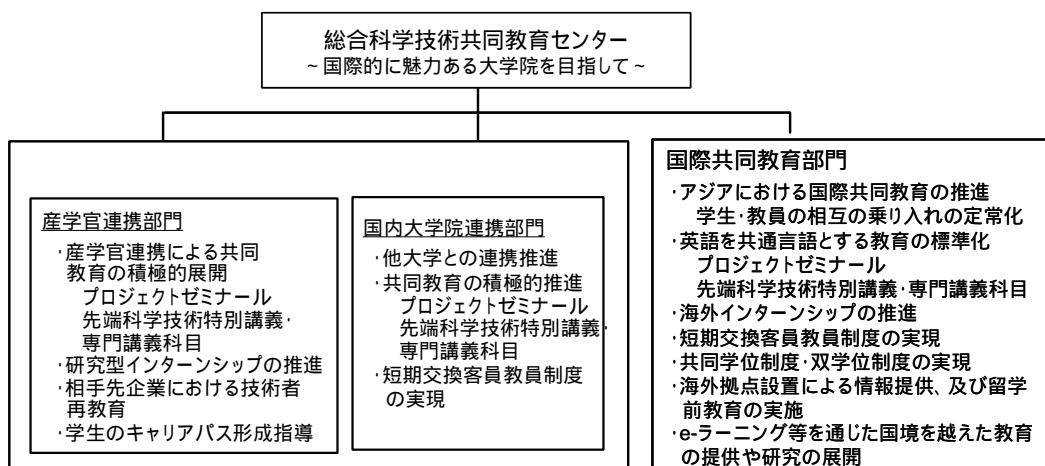 総合科学技術共同教育センター
~国際的に魅力ある大学院を目指して~
産学官連携部門
・産学官連携による共同
教育の積極的展開
プロジェクトゼミナール
先端科学技術特別講義・
専門講義科目
・研究型インターンシップの推進
・相手先企業における技術者
再教育
・学生のキャリアパス形成指導
国内大学院連携部門
・他大学との連携推進
・共同教育の積極的推進
プロジェクトゼミナール
先端科学技術特別講義・
専門講義科目
・短期交換客員教員制度
の実現
国際共同教育部門
・アジアにおける国際共同教育の推進
学生・教員の相互の乗り入れの定常化
・英語を共通言語とする教育の標準化
プロジェクトゼミナール
先端科学技術特別講義・専門講義科目
・海外インターンシップの推進
・短期交換客員教員制度の実現
・共同学位制度・双学位制度の実現
・海外拠点設置による情報提供、及び留学
前教育の実施
・e-ラーニング等を通じた国境を越えた教育
の提供や研究の展開